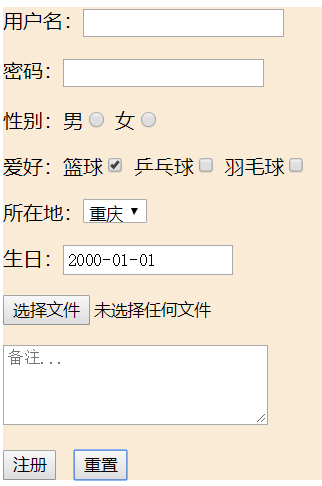 用户名：
密码：
性别：男 女
爱好：篮球 乒乓球 羽毛球
所在地：重庆
生日：2000-01-01
选择文件 未选择任何文件
备注...
注册 重置